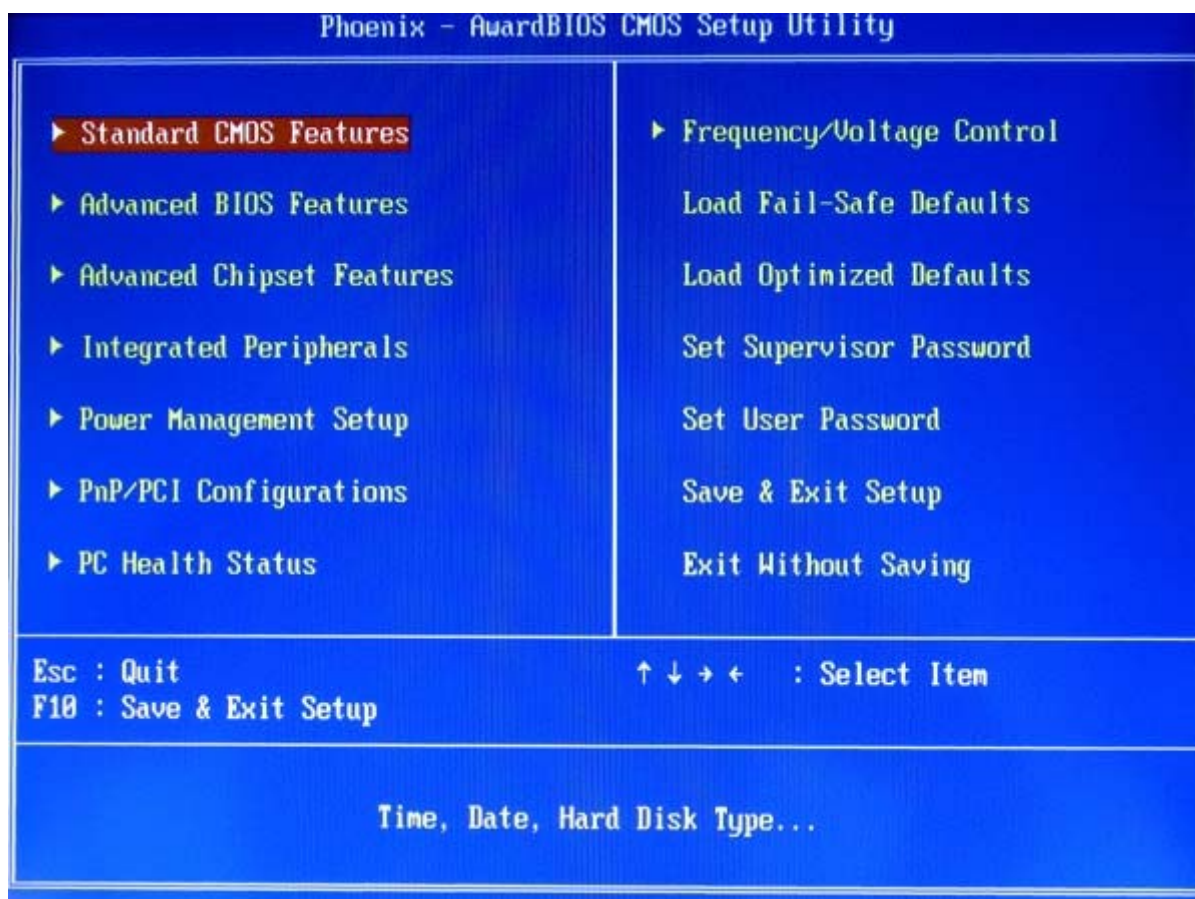 Phoenix - AwardBIOS CMOS Setup Utility
▶ Standard CMOS Features
▶ Advanced BIOS Features
▶ Advanced Chipset Features
▶ Integrated Peripherals
▶ Power Management Setup
▶ PnP/PCI Configurations
▶ PC Health Status
▶ Frequency/Voltage Control
Load Fail-Safe Defaults
Load Optimized Defaults
Set Supervisor Password
Set User Password
Save & Exit Setup
Exit Without Saving
Esc : Quit
F10 : Save & Exit Setup
↑ ↓ → ← : Select Item
Time, Date, Hard Disk Type...